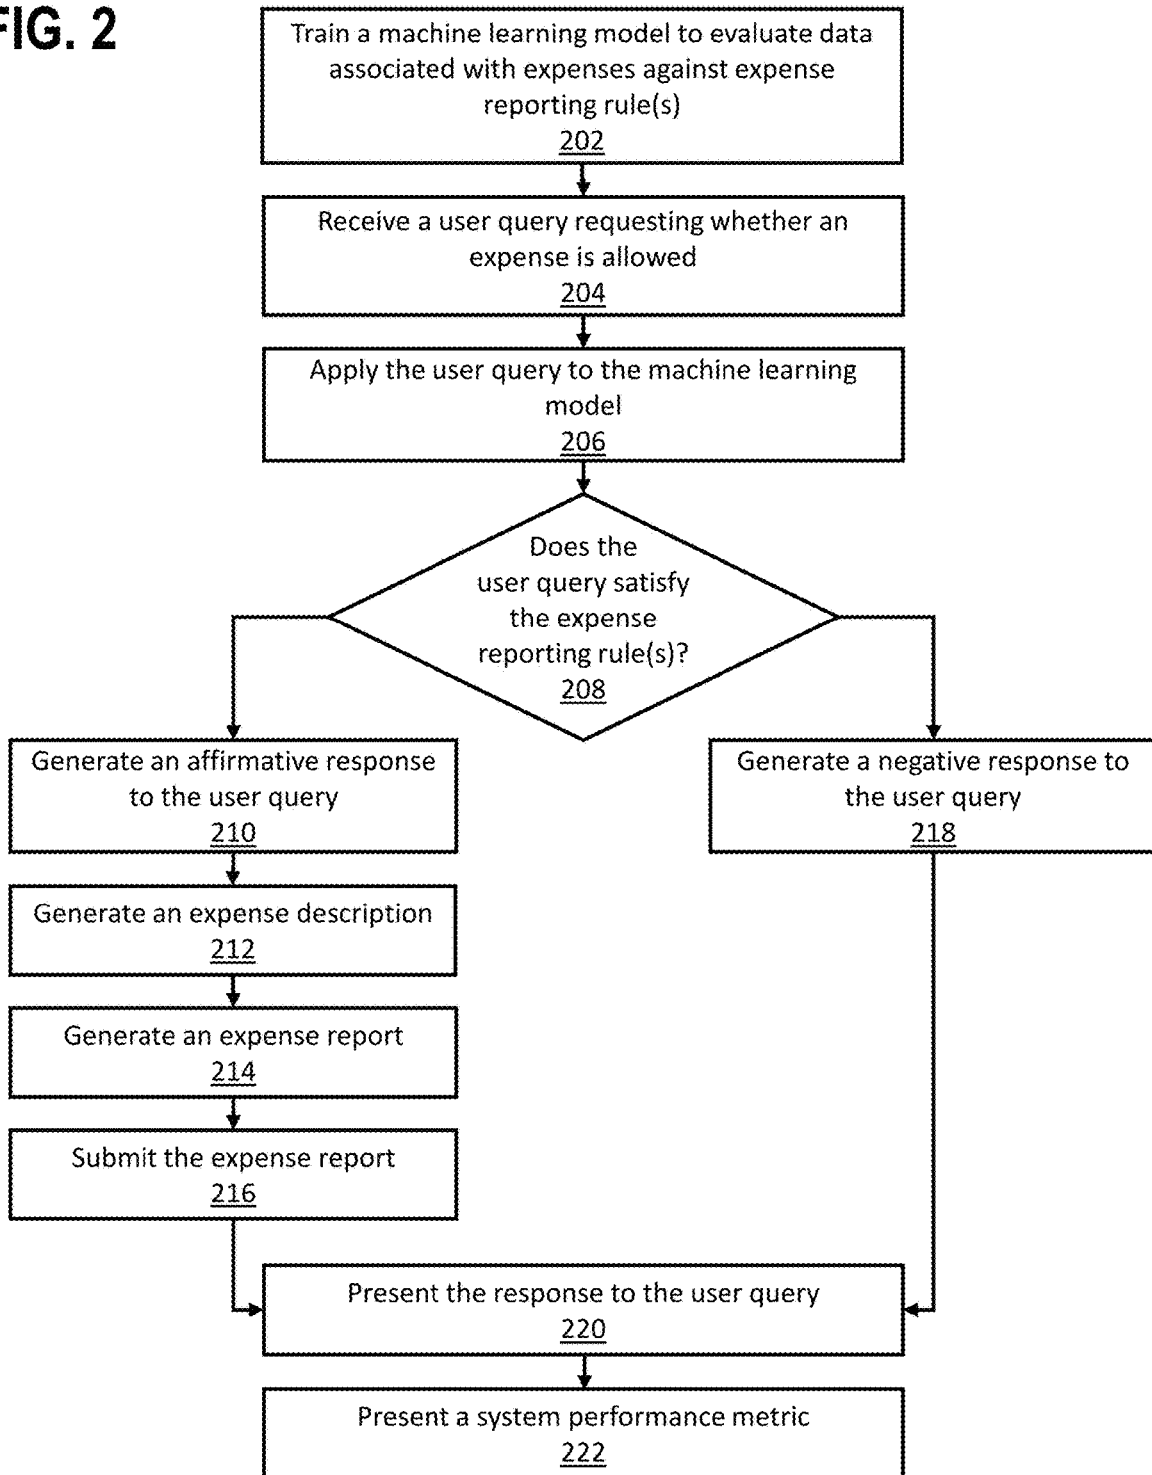 FIG. 2
Train a machine learning model to evaluate data
associated with expenses against expense
reporting rule(s)
202
Receive a user query requesting whether an
expense is allowed
204
Apply the user query to the machine learning
model
206
Does the
user query satisfy
the expense
reporting rule(s)?
208
Generate an affirmative response
to the user query
210
Generate a negative response to
the user query
218
Generate an expense description
212
Generate an expense report
214
Submit the expense report
216
Present the response to the user query
220
Present a system performance metric
222